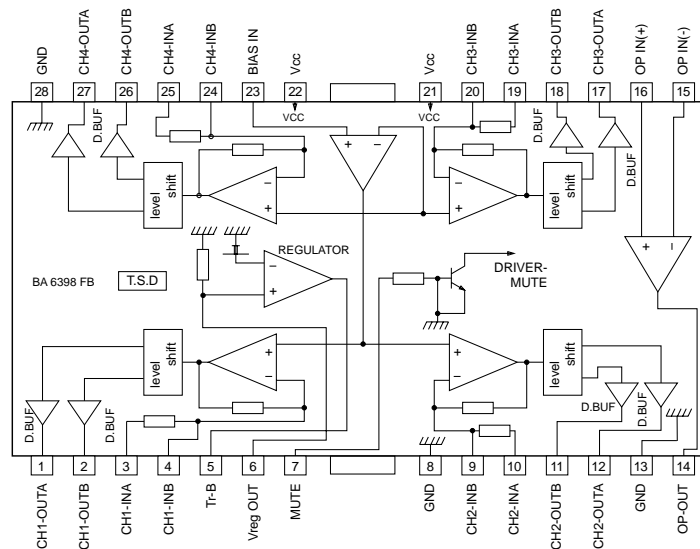 GND
CH4-OUTA
CH4-OUTB
CH4-INA
CH4-INB
BIAS IN
Vcc
Vcc
CH3-INB
CH3-INA
CH3-OUTB
CH3-OUTA
OP IN(+)
OP IN(-)
28
27
26
25
24
23
22
21
20
19
18
17
16
15
VCC
VCC
D.BUF
D.BUF
D.BUF
D.BUF
level
shift
level
shift
−
+
+
−
−
+
+
−
REGULATOR
−
+
BA 6398 FB
T.S.D
DRIVER-
MUTE
level
shift
level
shift
+
−
+
−
D.BUF
D.BUF
D.BUF
D.BUF
1
2
3
4
5
6
7
8
9
10
11
12
13
14
CH1-OUTA
CH1-OUTB
CH1-INA
CH1-INB
Tr-B
Vreg OUT
MUTE
GND
CH2-INB
CH2-INA
CH2-OUTB
CH2-OUTA
GND
OP-OUT